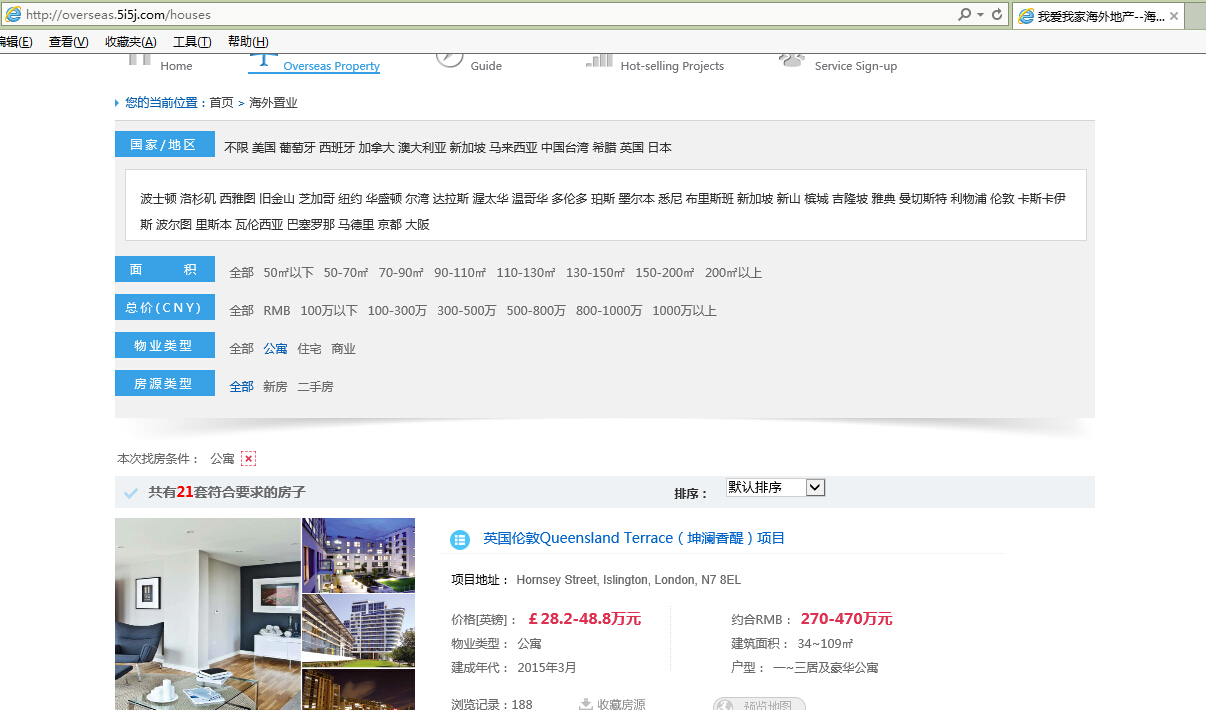 http://overseas.5i5j.com/houses
我爱我家海外地产--海...
编辑(E) 查看(V) 收藏夹(A) 工具(T) 帮助(H)
Home Overseas Property Guide Hot-selling Projects Service Sign-up
您的当前位置：首页 > 海外置业
国家/地区 不限 美国 葡萄牙 西班牙 加拿大 澳大利亚 新加坡 马来西亚 中国台湾 希腊 英国 日本
波士顿 洛杉矶 西雅图 旧金山 芝加哥 纽约 华盛顿 尔湾 达拉斯 渥太华 温哥华 多伦多 珀斯 墨尔本 悉尼 布里斯班 新加坡 新山 槟城 吉隆坡 雅典 曼切斯特 利物浦 伦敦 卡斯卡伊
斯 波尔图 里斯本 瓦伦西亚 巴塞罗那 马德里 京都 大阪
面 积 全部 50㎡以下 50-70㎡ 70-90㎡ 90-110㎡ 110-130㎡ 130-150㎡ 150-200㎡ 200㎡以上
总价(CNY) 全部 RMB 100万以下 100-300万 300-500万 500-800万 800-1000万 1000万以上
物业类型 全部 公寓 住宅 商业
房源类型 全部 新房 二手房
本次找房条件： 公寓
共有21套符合要求的房子 排序： 默认排序
英国伦敦Queensland Terrace（坤澜香醍）项目
项目地址： Hornsey Street, Islington, London, N7 8EL
价格[英镑]： ￡28.2-48.8万元 约合RMB： 270-470万元
物业类型： 公寓 建筑面积： 34~109㎡
建成年代： 2015年3月 户型： 一~三居及豪华公寓
浏览记录：188 收藏房源 预览地图